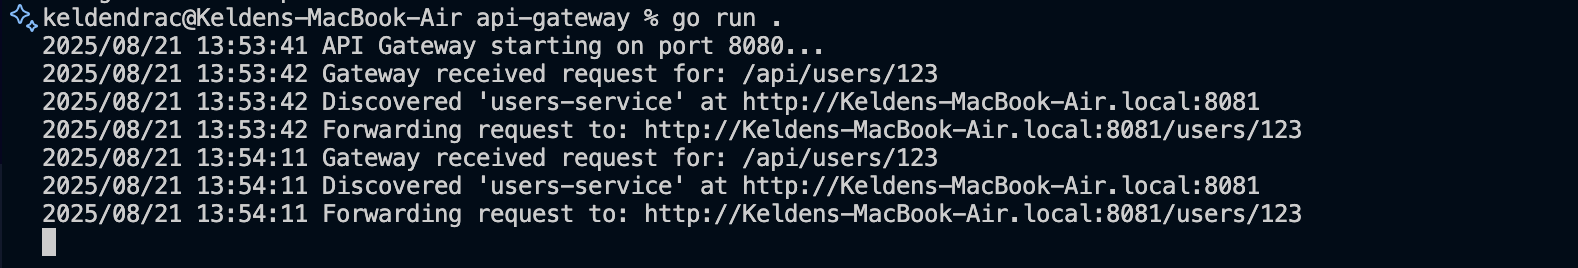 keldendrac@Keldens-MacBook-Air api-gateway % go run .
2025/08/21 13:53:41 API Gateway starting on port 8080...
2025/08/21 13:53:42 Gateway received request for: /api/users/123
2025/08/21 13:53:42 Discovered 'users-service' at http://Keldens-MacBook-Air.local:8081
2025/08/21 13:53:42 Forwarding request to: http://Keldens-MacBook-Air.local:8081/users/123
2025/08/21 13:54:11 Gateway received request for: /api/users/123
2025/08/21 13:54:11 Discovered 'users-service' at http://Keldens-MacBook-Air.local:8081
2025/08/21 13:54:11 Forwarding request to: http://Keldens-MacBook-Air.local:8081/users/123